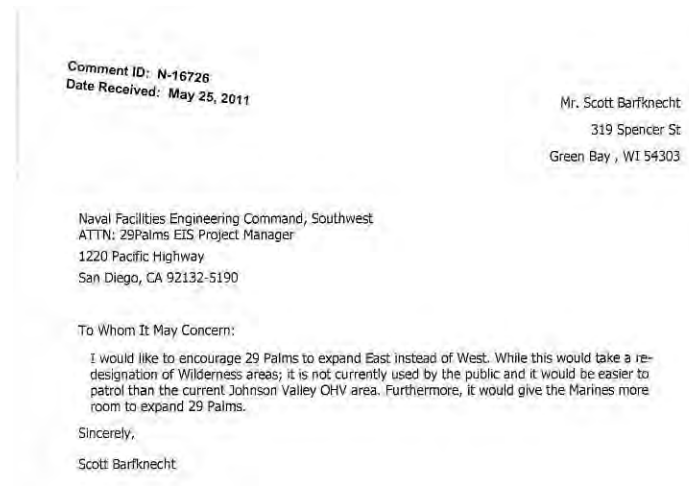 Comment ID: N-16726
Date Received: May 25, 2011
Mr. Scott Barfknecht
319 Spencer St
Green Bay , WI 54303
Naval Facilities Engineering Command, Southwest
ATTN: 29Palms EIS Project Manager
1220 Pacific Highway
San Diego, CA 92132-5190
To Whom It May Concern:
I would like to encourage 29 Palms to expand East instead of West. While this would take a re-
designation of Wilderness areas; it is not currently used by the public and it would be easier to
patrol than the current Johnson Valley OHV area. Furthermore, it would give the Marines more
room to expand 29 Palms.
Sincerely,
Scott Barfknecht